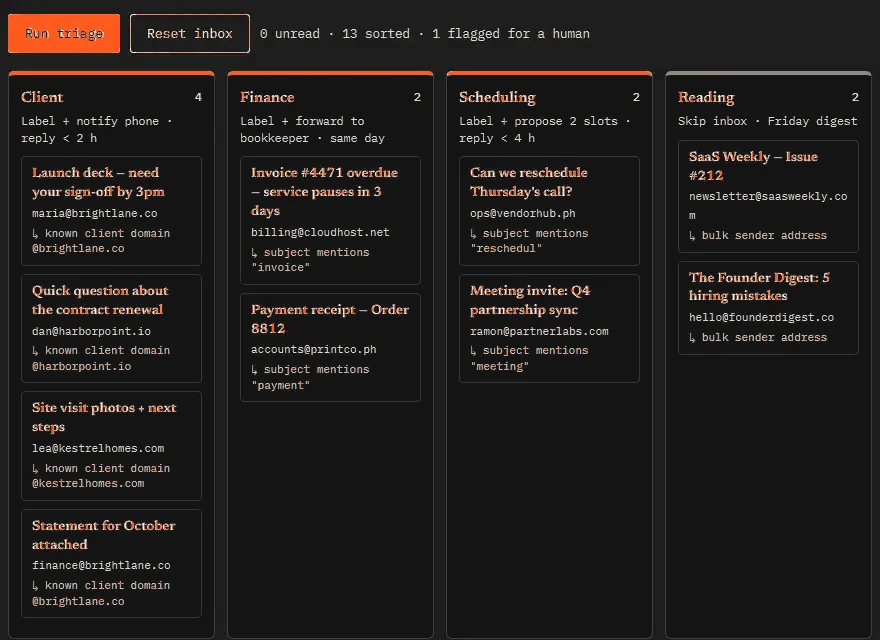 Run triage
Reset inbox
0 unread · 13 sorted · 1 flagged for a human
Client
4
Label + notify phone ·
reply < 2 h
Launch deck — need
your sign-off by 3pm
maria@brightlane.co
↳ known client domain
@brightlane.co
Quick question about
the contract renewal
dan@harborpoint.io
↳ known client domain
@harborpoint.io
Site visit photos + next
steps
lea@kestrelhomes.com
↳ known client domain
@kestrelhomes.com
Statement for October
attached
finance@brightlane.co
↳ known client domain
@brightlane.co
Finance
2
Label + forward to
bookkeeper · same day
Invoice #4471 overdue
— service pauses in 3
days
billing@cloudhost.net
↳ subject mentions
"invoice"
Payment receipt — Order
8812
accounts@printco.ph
↳ subject mentions
"payment"
Scheduling
2
Label + propose 2 slots ·
reply < 4 h
Can we reschedule
Thursday's call?
ops@vendorhub.ph
↳ subject mentions
"reschedul"
Meeting invite: Q4
partnership sync
ramon@partnerlabs.com
↳ subject mentions
"meeting"
Reading
2
Skip inbox · Friday digest
SaaS Weekly — Issue
#212
newsletter@saasweekly.co
m
↳ bulk sender address
The Founder Digest: 5
hiring mistakes
hello@founderdigest.co
↳ bulk sender address